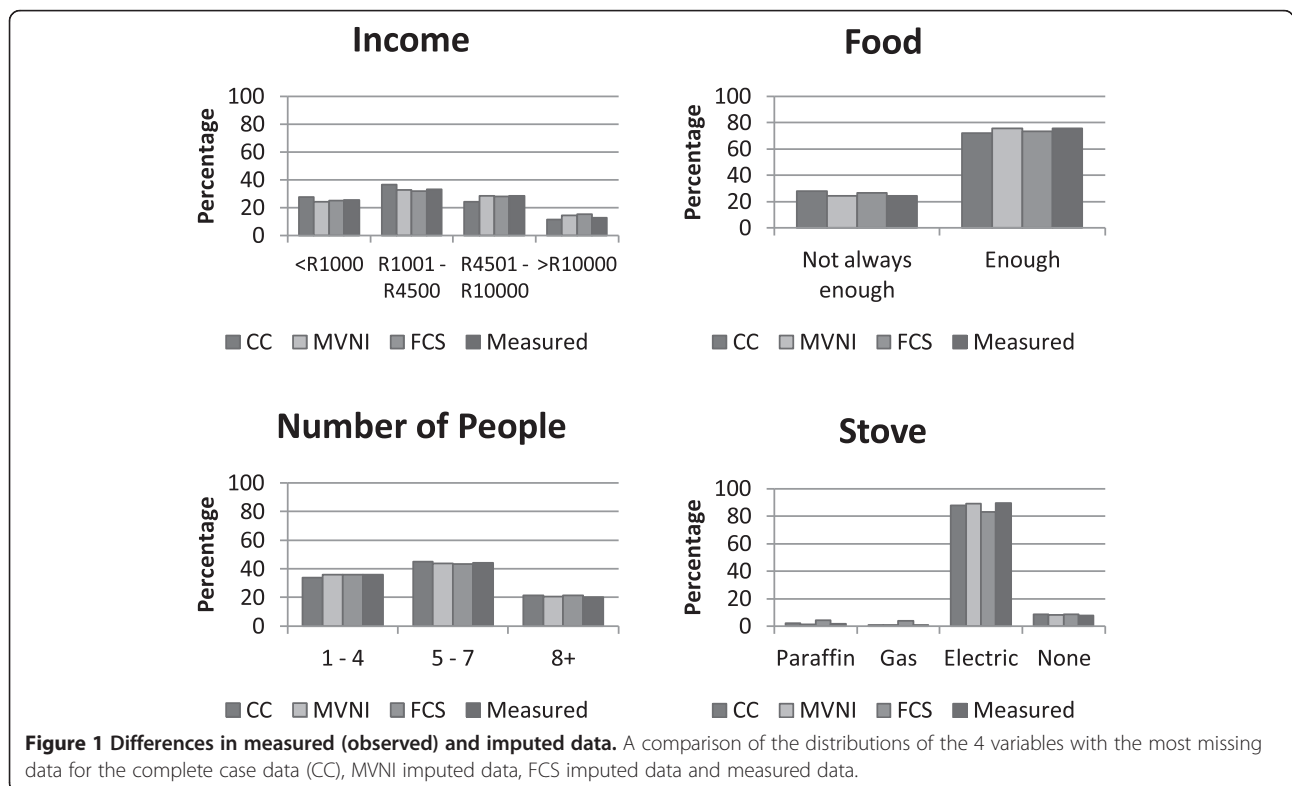 Income
100
80
60
40
20
0
Percentage
<R1000 R1001 - R4501 - >R10000
R4500 R10000
CC MVNI FCS Measured
Food
100
80
60
40
20
0
Percentage
Not always Enough
enough
CC MVNI FCS Measured
Number of People
100
80
60
40
20
0
Percentage
1 - 4 5 - 7 8+
CC MVNI FCS Measured
Stove
100
80
60
40
20
0
Percentage
Paraffin Gas Electric None
CC MVNI FCS Measured
Figure 1 Differences in measured (observed) and imputed data. A comparison of the distributions of the 4 variables with the most missing
data for the complete case data (CC), MVNI imputed data, FCS imputed data and measured data.